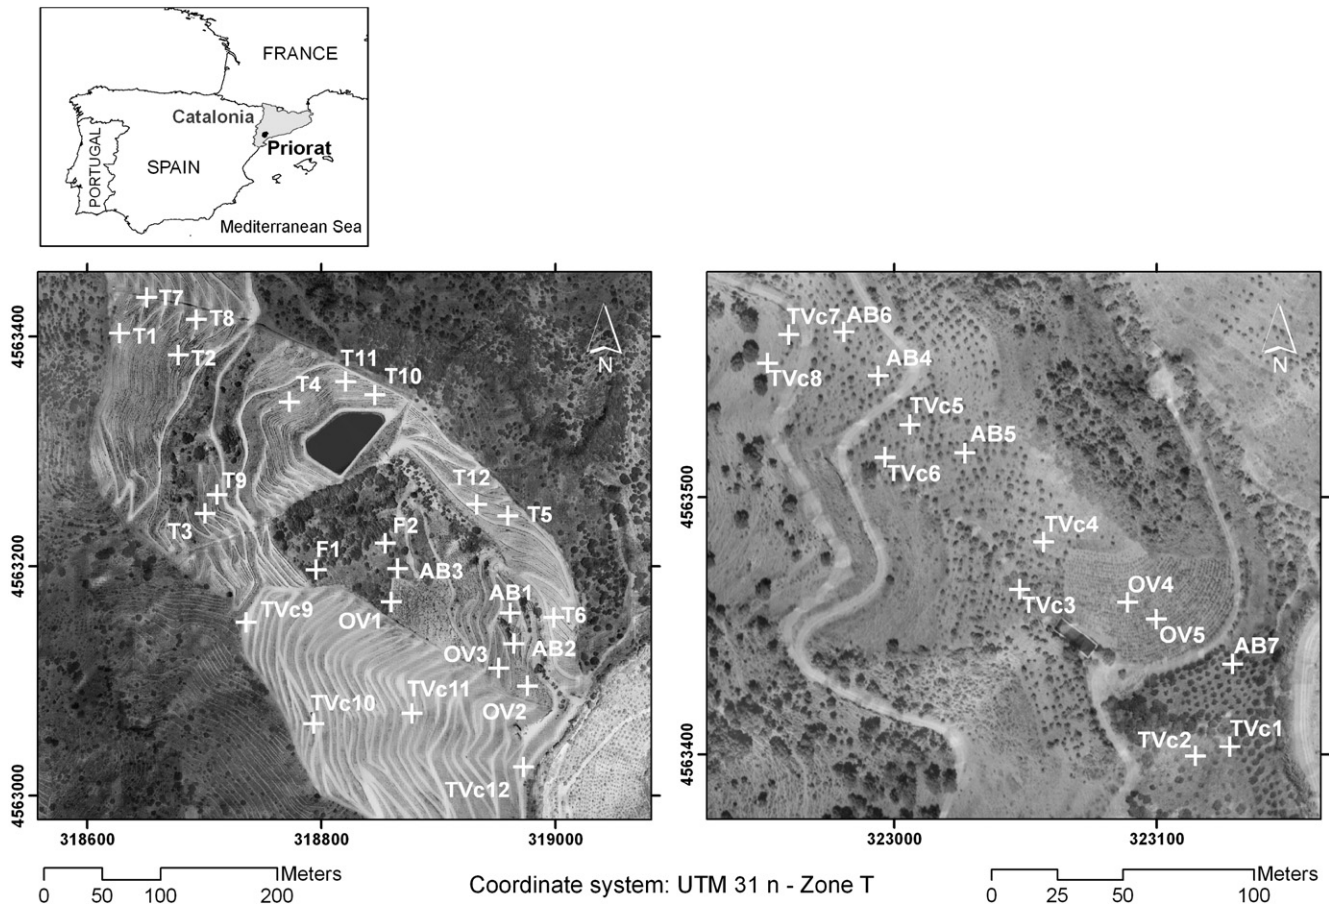 FRANCE
Catalonia
Priorat
PORTUGAL
SPAIN
Mediterranean Sea
4563400
4563200
4563000
T7
T8
T1
T2
T11
T10
T4
N
T9
T3
T12
T5
F2
F1
AB3
AB1
T6
TVc9
OV1
AB2
OV3
TVc11
OV2
TVc10
TVc12
318600
318800
319000
4563500
4563400
TVc7
AB6
N
AB4
TVc8
TVc5
AB5
TVc6
TVc4
OV4
TVc3
OV5
AB7
TVc2
TVc1
323000
323100
Meters
0 50 100 200
Coordinate system: UTM 31 n - Zone T
Meters
0 25 50 100